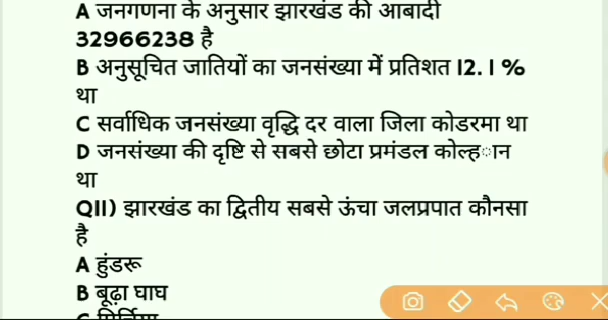 A जनगणना के अनुसार झारखंड की आबादी
32966238 है
B अनुसूचित जातियों का जनसंख्या में प्रतिशत 12.1%
था
C सर्वाधिक जनसंख्या वृद्धि दर वाला जिला कोडरमा था
D जनसंख्या की दृष्टि से सबसे छोटा प्रमंडल कोल्हान
था
Q11) झारखंड का द्वितीय सबसे ऊंचा जलप्रपात कौनसा
है
A हुंडरू
B बूढ़ा घाघ